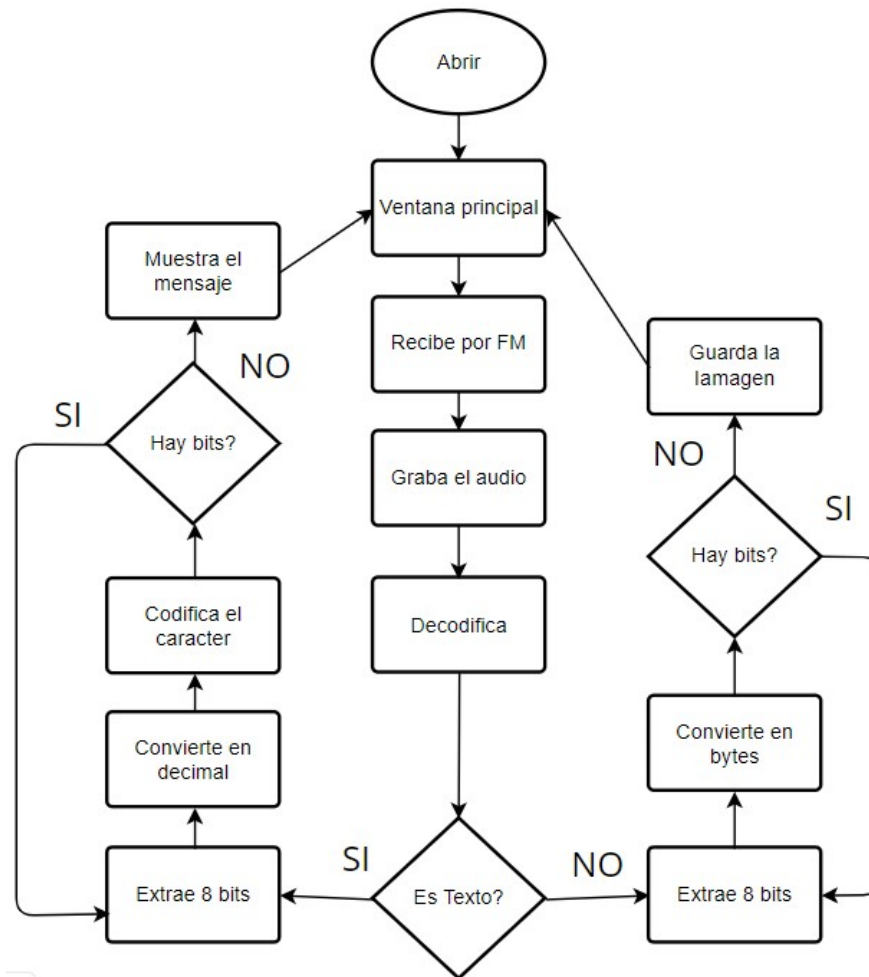 Abrir
Ventana principal
Muestra el
mensaje
Recibe por FM
Guarda la
Iamagen
NO
SI
Hay bits?
Graba el audio
NO
SI
Hay bits?
Codifica el
caracter
Decodifica
Convierte en
decimal
Convierte en
bytes
SI
NO
Extrae 8 bits
Es Texto?
Extrae 8 bits